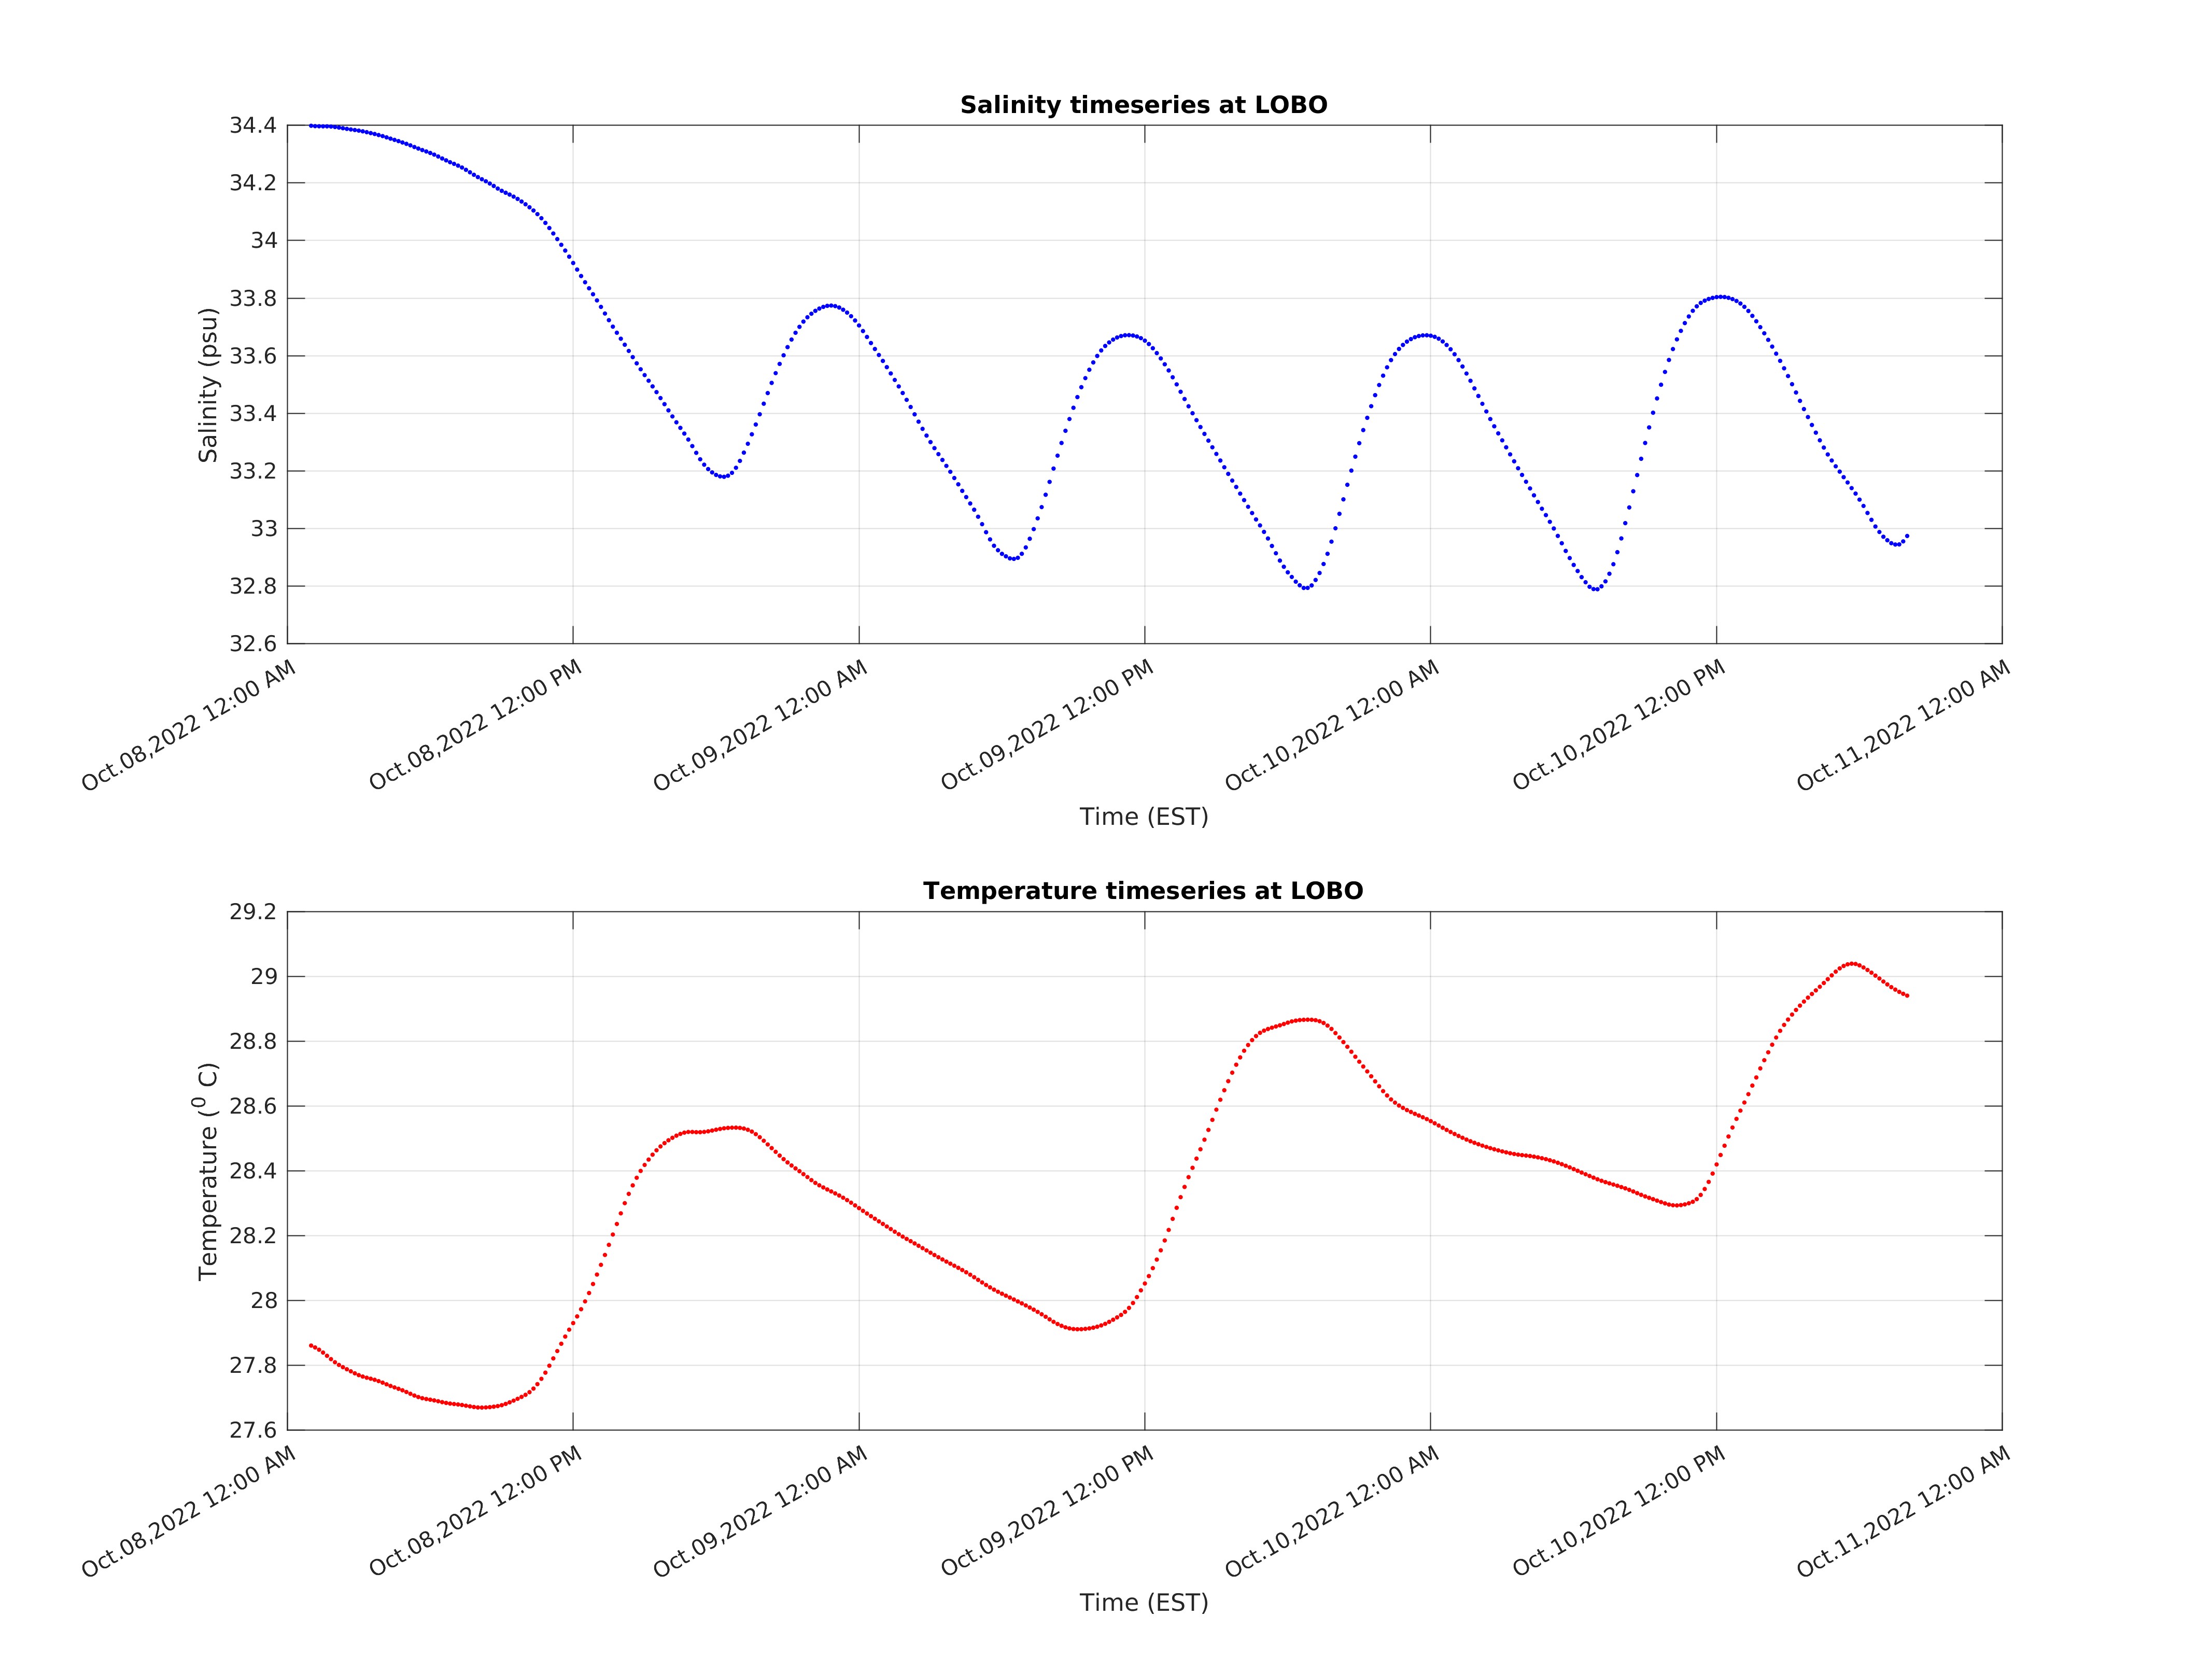 Salinity timeseries at LOBO
34.4
34.2
34
33.8
33.6
33.4
33.2
33
32.8
32.6
Salinity (psu)
Oct.08,2022 12:00 AM
Oct.08,2022 12:00 PM
Oct.09,2022 12:00 AM
Oct.09,2022 12:00 PM
Oct.10,2022 12:00 AM
Oct.10,2022 12:00 PM
Oct.11,2022 12:00 AM
Time (EST)
Temperature timeseries at LOBO
29.2
29
28.8
28.6
28.4
28.2
28
27.8
27.6
Temperature (⁰ C)
Oct.08,2022 12:00 AM
Oct.08,2022 12:00 PM
Oct.09,2022 12:00 AM
Oct.09,2022 12:00 PM
Oct.10,2022 12:00 AM
Oct.10,2022 12:00 PM
Oct.11,2022 12:00 AM
Time (EST)